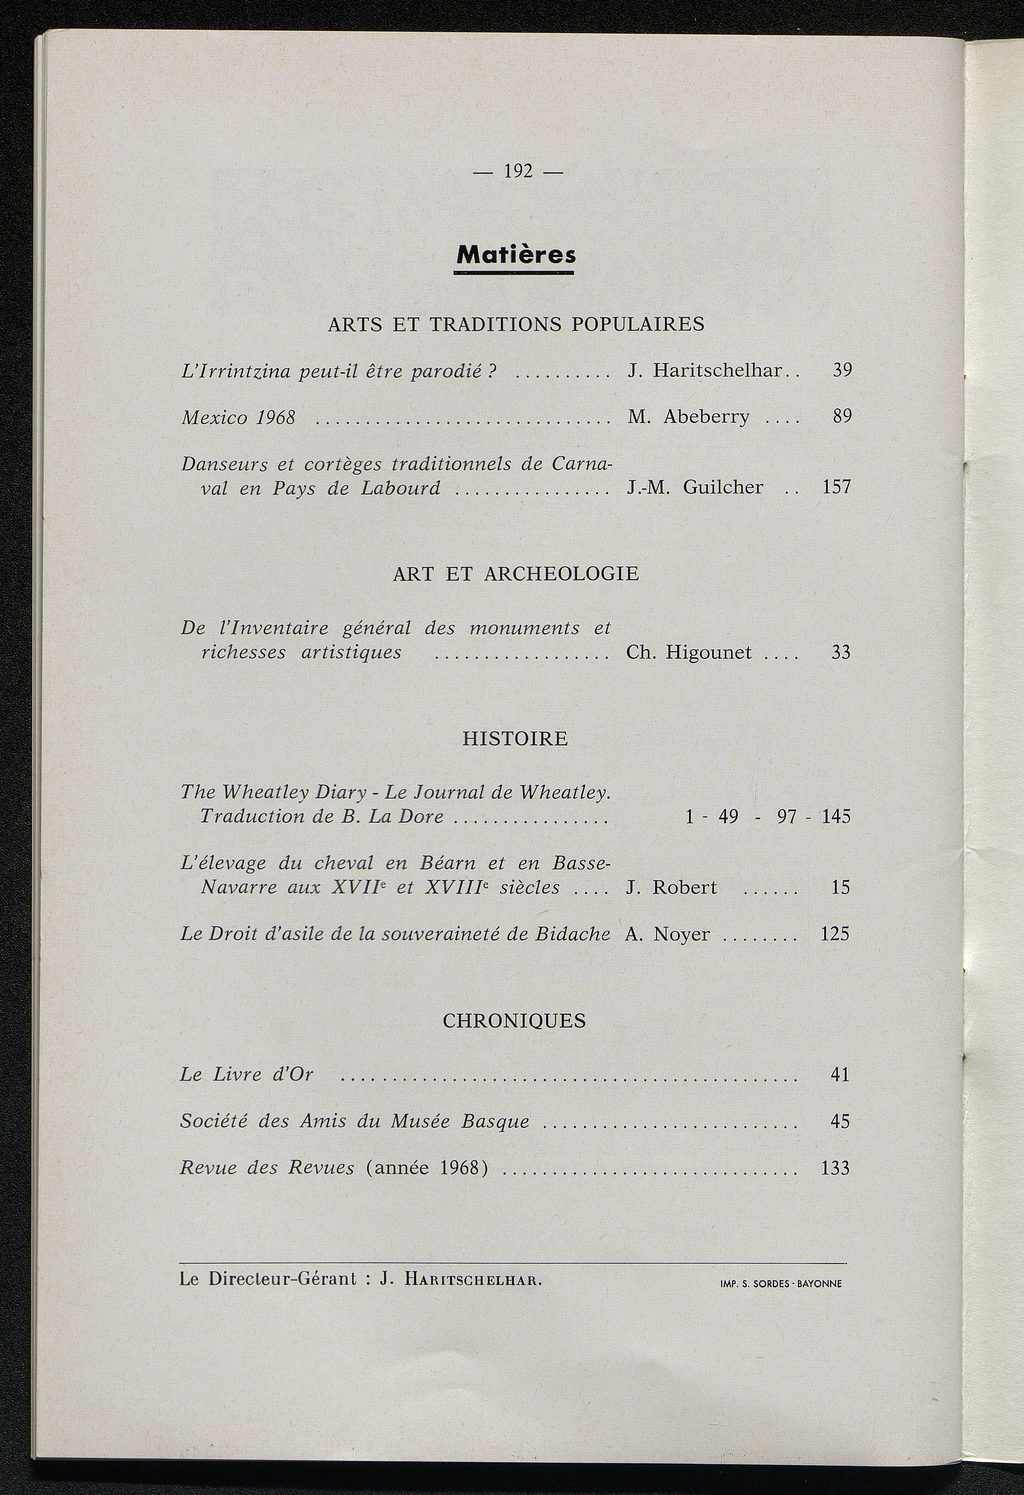 — 192 —
Matières
ARTS ET TRADITIONS POPULAIRES
L'Irrintzina peut-il être parodié ? .......... J. Haritschelhar.. 39
Mexico 1968 .............................. M. Abeberry .... 89
Danseurs et cortèges traditionnels de Carna-
val en Pays de Labourd ................ J.-M. Guilcher .. 157
ART ET ARCHEOLOGIE
De l'Inventaire général des monuments et
richesses artistiques .................. Ch. Higounet .... 33
HISTOIRE
The Wheatley Diary - Le Journal de Wheatley.
Traduction de B. La Dore ................ 1 - 49 - 97 - 145
L'élevage du cheval en Béarn et en Basse-
Navarre aux XVIIe et XVIIIe siècles .... J. Robert ...... 15
Le Droit d'asile de la souveraineté de Bidache A. Noyer ........ 125
CHRONIQUES
Le Livre d'Or .............................................. 41
Société des Amis du Musée Basque .......................... 45
Revue des Revues (année 1968) .............................. 133
Le Directeur-Gérant : J. HARITSCHELHAR.
IMP. S. SORDES - BAYONNE